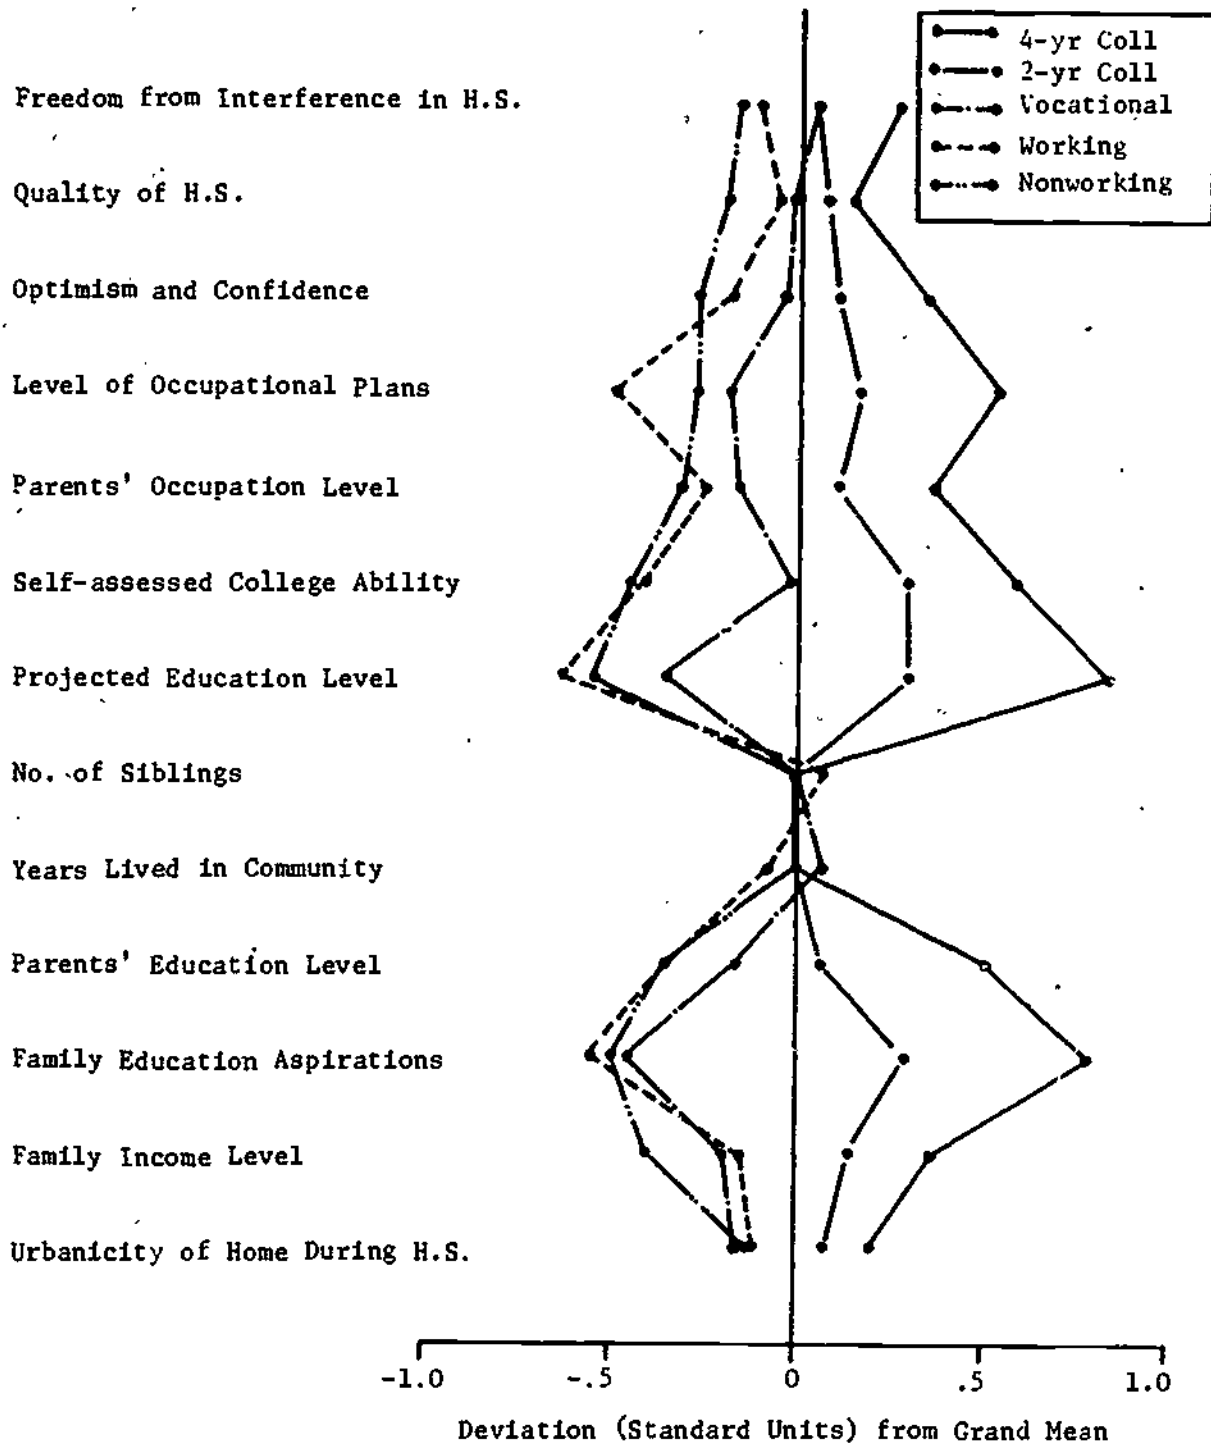 4-yr Coll
2-yr Coll
Vocational
Working
Nonworking
Freedom from Interference in H.S.
Quality of H.S.
Optimism and Confidence
Level of Occupational Plans
Parents' Occupation Level
Self-assessed College Ability
Projected Education Level
No. of Siblings
Years Lived in Community
Parents' Education Level
Family Education Aspirations
Family Income Level
Urbanicity of Home During H.S.
-1.0 -.5 0 .5 1.0
Deviation (Standard Units) from Grand Mean